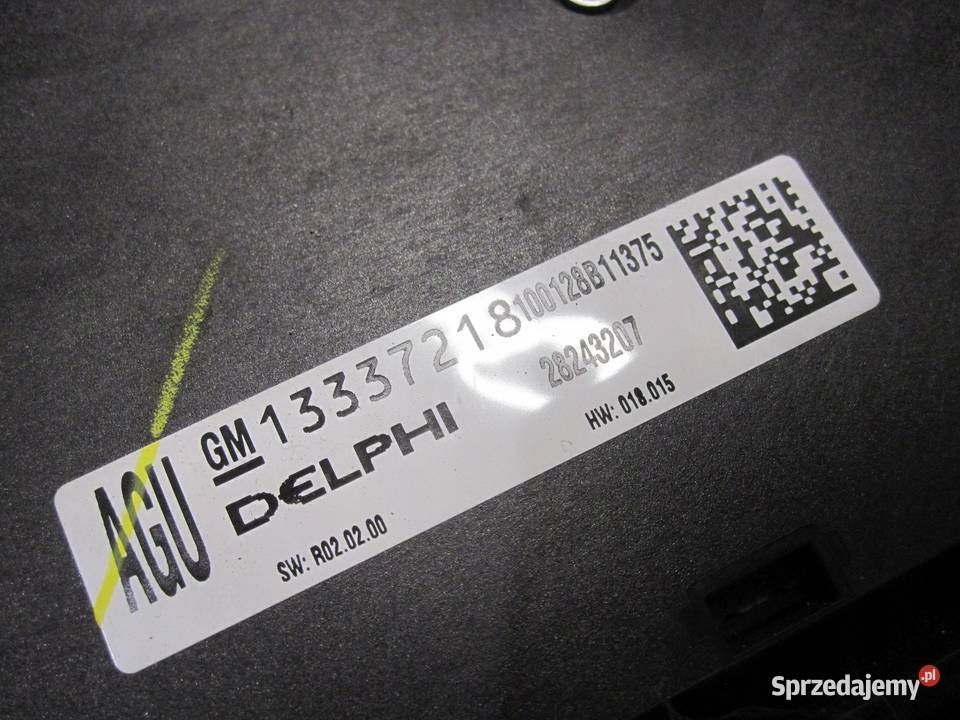 AGU
GM 13337218 100128B11375
DELPHI 28243207
SW: R02.02.00 HW: 018.015
Sprzedajemy.pl